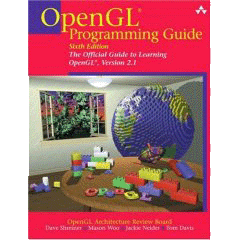 OpenGL®
Programming Guide
Sixth Edition
The Official Guide to Learning
OpenGL®, Version 2.1
OpenGL Architecture Review Board
Dave Shreiner • Mason Woo • Jackie Neider • Tom Davis